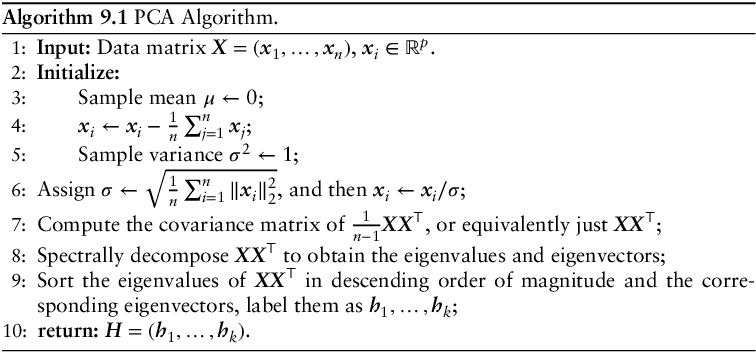 Algorithm 9.1 PCA Algorithm.
1: Input: Data matrix X = (x₁, … , xₙ), xᵢ ∈ ℝᵖ.
2: Initialize:
3: Sample mean μ ← 0;
4: xᵢ ← xᵢ − 1/n ∑ⁿⱼ₌₁ xⱼ;
5: Sample variance σ² ← 1;
6: Assign σ ← √(1/n ∑ⁿᵢ₌₁ ‖xᵢ‖₂²), and then xᵢ ← xᵢ/σ;
7: Compute the covariance matrix of 1/(n−1) XX⊤, or equivalently just XX⊤;
8: Spectrally decompose XX⊤ to obtain the eigenvalues and eigenvectors;
9: Sort the eigenvalues of XX⊤ in descending order of magnitude and the corre-
sponding eigenvectors, label them as h₁, … , hₖ;
10: return: H = (h₁, … , hₖ).